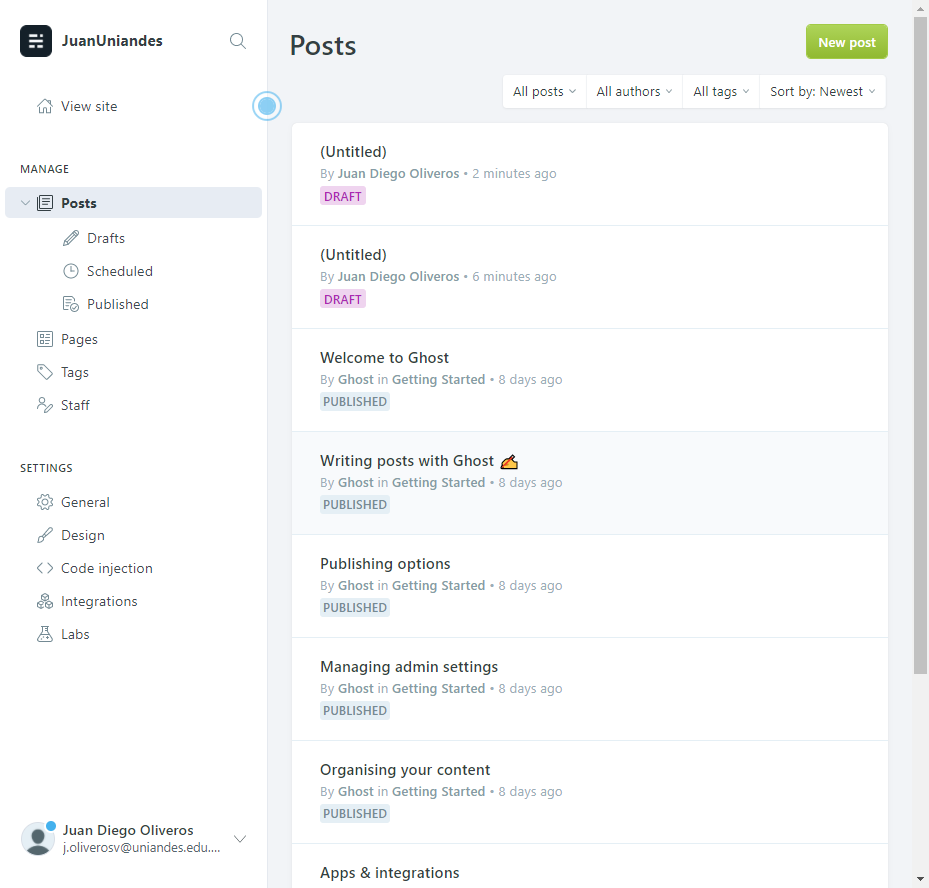 JuanUniandes
View site
MANAGE
Posts
Drafts
Scheduled
Published
Pages
Tags
Staff
SETTINGS
General
Design
Code injection
Integrations
Labs
Juan Diego Oliveros
j.oliverosv@uniandes.edu....
Posts
New post
All posts All authors All tags Sort by: Newest
(Untitled)
By Juan Diego Oliveros • 2 minutes ago
DRAFT
(Untitled)
By Juan Diego Oliveros • 6 minutes ago
DRAFT
Welcome to Ghost
By Ghost in Getting Started • 8 days ago
PUBLISHED
Writing posts with Ghost ✍️
By Ghost in Getting Started • 8 days ago
PUBLISHED
Publishing options
By Ghost in Getting Started • 8 days ago
PUBLISHED
Managing admin settings
By Ghost in Getting Started • 8 days ago
PUBLISHED
Organising your content
By Ghost in Getting Started • 8 days ago
PUBLISHED
Apps & integrations